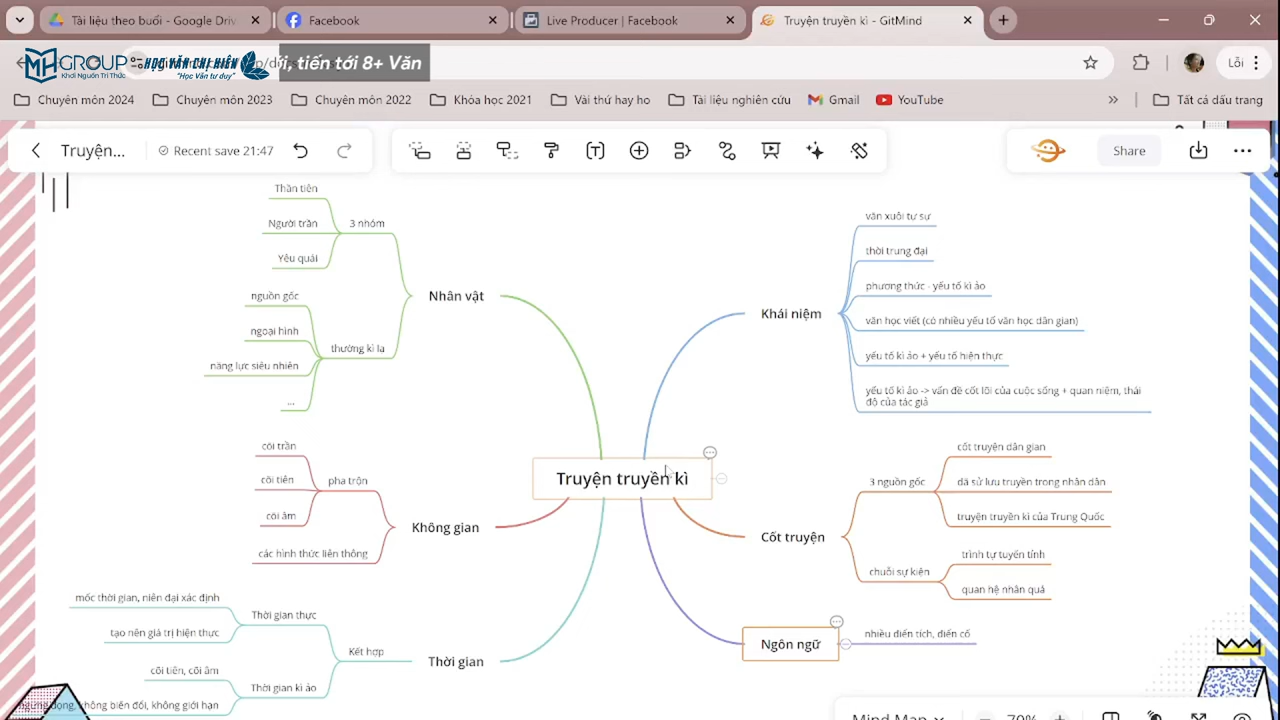 Tài liệu theo buổi - Google Driv
Facebook
Live Producer | Facebook
Truyện truyền kì - GitMind
MH GROUP
Khơi Nguồn Tri Thức
HỌC VĂN CHỊ HIÊN
"Học Văn tư duy"
i, tiến tới 8+ Văn
Lỗi
Chuyên môn 2024
Chuyên môn 2023
Chuyên môn 2022
Khóa học 2021
Vài thứ hay ho
Tài liệu nghiên cứu
Gmail
YouTube
Tất cả dấu trang
Truyện...
Recent save 21:47
Share
Thần tiên
Người trần
Yêu quái
3 nhóm
nguồn gốc
ngoại hình
năng lực siêu nhiên
...
thường kì lạ
Nhân vật
cõi trần
cõi tiên
cõi âm
pha trộn
các hình thức liên thông
Không gian
mốc thời gian, niên đại xác định
tạo nên giá trị hiện thực
Thời gian thực
cõi tiên, cõi âm
ngưng đọng, không biến đổi, không giới hạn
Thời gian kì ảo
Kết hợp
Thời gian
Truyện truyền kì
Khái niệm
văn xuôi tự sự
thời trung đại
phương thức - yếu tố kì ảo
văn học viết (có nhiều yếu tố văn học dân gian)
yếu tố kì ảo + yếu tố hiện thực
yếu tố kì ảo -> vấn đề cốt lõi của cuộc sống + quan niệm, thái
độ của tác giả
Cốt truyện
3 nguồn gốc
cốt truyện dân gian
dã sử lưu truyền trong nhân dân
truyện truyền kì của Trung Quốc
chuỗi sự kiện
trình tự tuyến tính
quan hệ nhân quả
Ngôn ngữ
nhiều điển tích, điển cố
Mind Map
70%